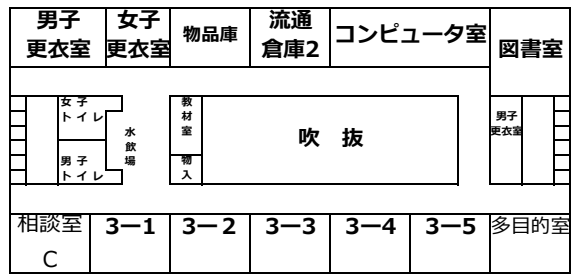 男子
更衣室
女子
更衣室
物品庫
流通
倉庫2
コンピュータ室
図書室
女子
トイレ
水
飲
場
男子
トイレ
教
材
室
物
入
吹 抜
男子
更衣室
相談室
C
3ー1
3ー2
3ー3
3ー4
3ー5
多目的室